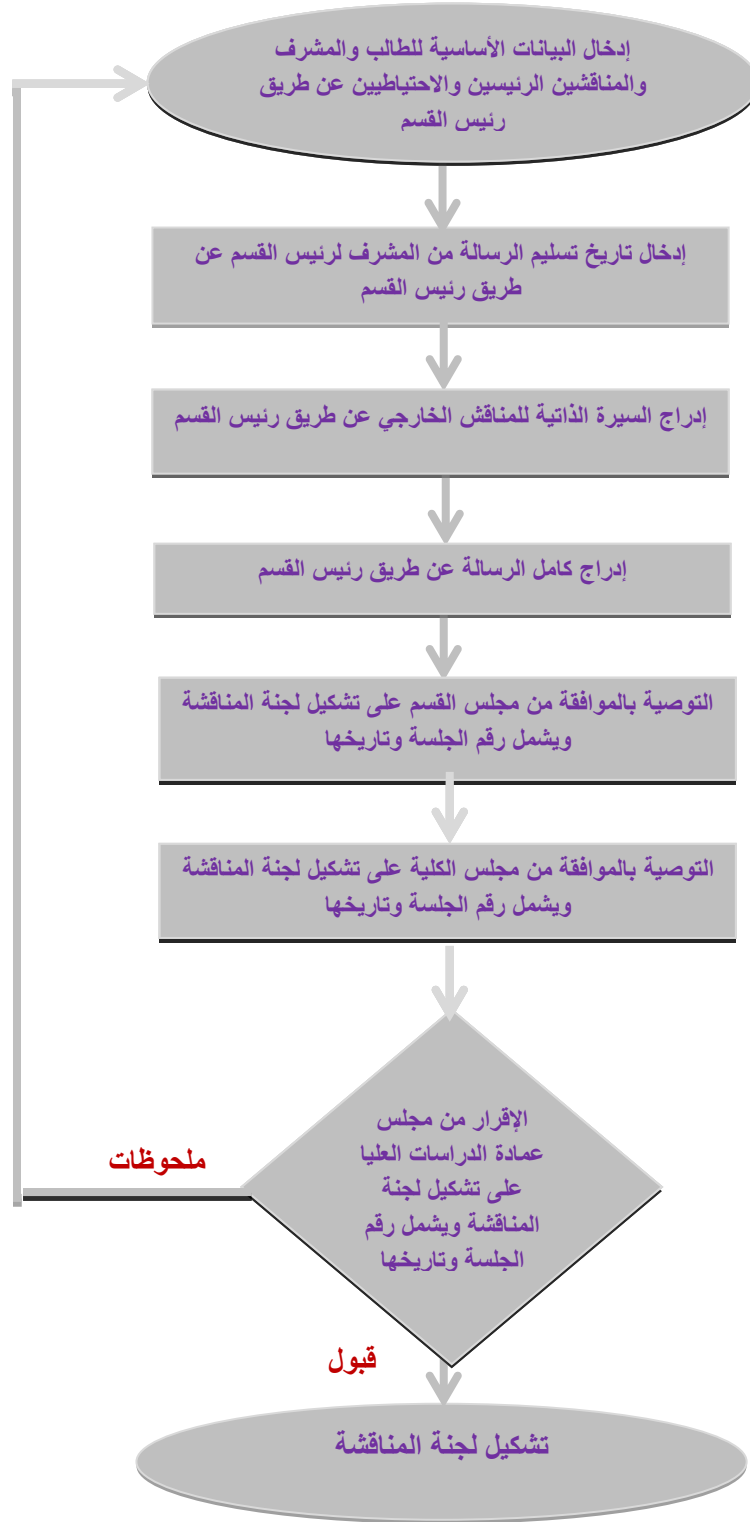 إدخال البيانات الأساسية للطالب والمشرف
والمناقشين الرئيسين والاحتياطيين عن طريق
رئيس القسم
إدخال تاريخ تسليم الرسالة من المشرف لرئيس القسم عن
طريق رئيس القسم
إدراج السيرة الذاتية للمناقش الخارجي عن طريق رئيس القسم
إدراج كامل الرسالة عن طريق رئيس القسم
التوصية بالموافقة من مجلس القسم على تشكيل لجنة المناقشة
ويشمل رقم الجلسة وتاريخها
التوصية بالموافقة من مجلس الكلية على تشكيل لجنة المناقشة
ويشمل رقم الجلسة وتاريخها
الإقرار من مجلس
عمادة الدراسات العليا
على تشكيل لجنة
المناقشة ويشمل رقم
الجلسة وتاريخها
ملحوظات
قبول
تشكيل لجنة المناقشة